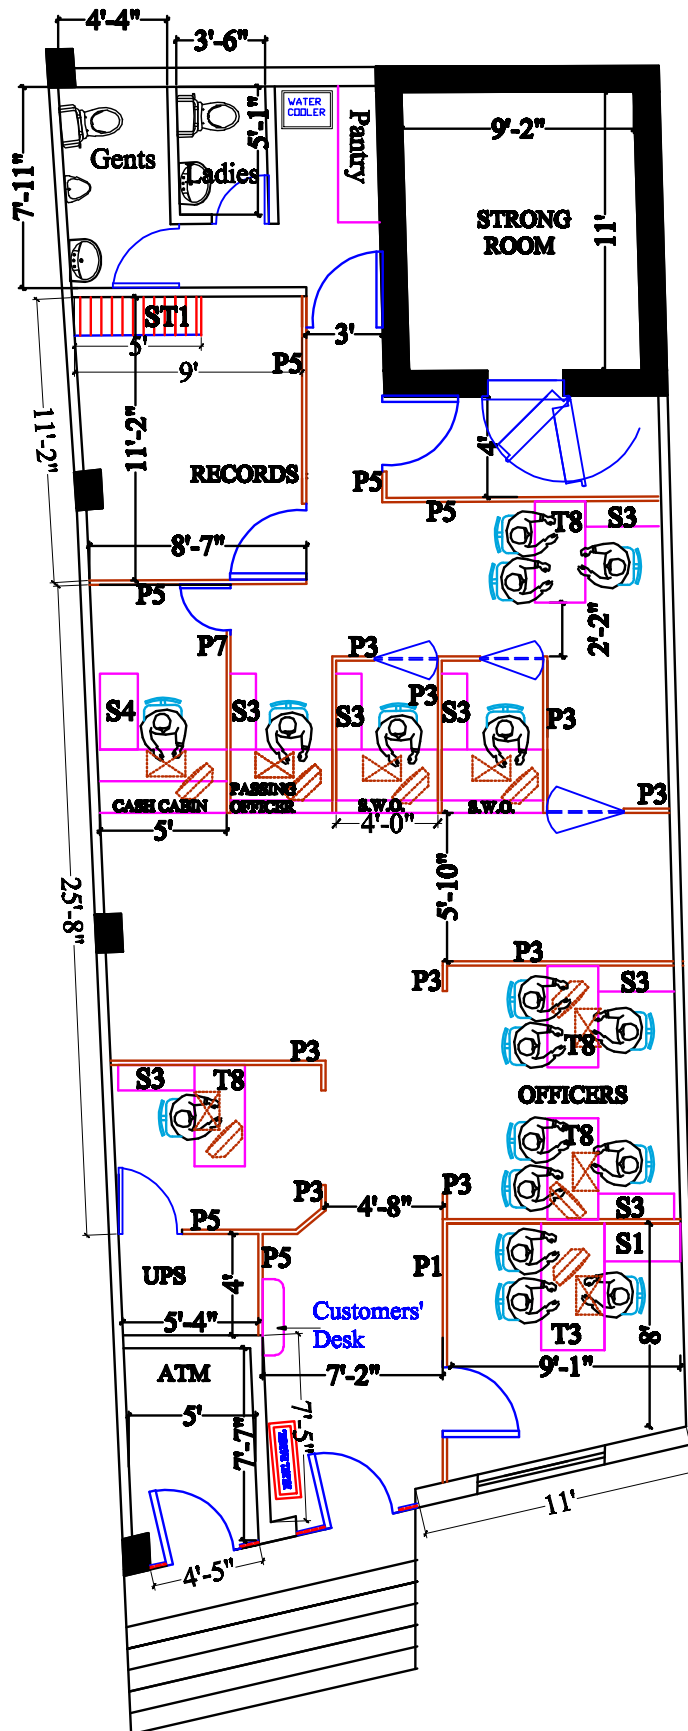 4'-4"
3'-6"
WATER
COOLER
5'-1"
Pantry
9'-2"
Gents
Ladies
7'-11"
STRONG
ROOM
11'
ST1
5'
3'
P5
9'
11'-2"
11'-2"
RECORDS
4'
P5
P5
T8
S3
8'-7"
P5
2'-2"
P7
P3
P3
S4
S3
S3
S3
P3
P3
PASSING
OFFICER
CASH CABIN
S.W.O.
S.W.O.
5'
4'-0"
25'-8"
5'-10"
P3
P3
S3
P3
T8
S3
T8
OFFICERS
T8
P3
P3
S3
4'-8"
P5
P5
P1
S1
UPS
4'
5'-4"
Customers'
Desk
T3
8'
ATM
7'-2"
9'-1"
5'
7'-5"
7'-7"
11'
4'-5"